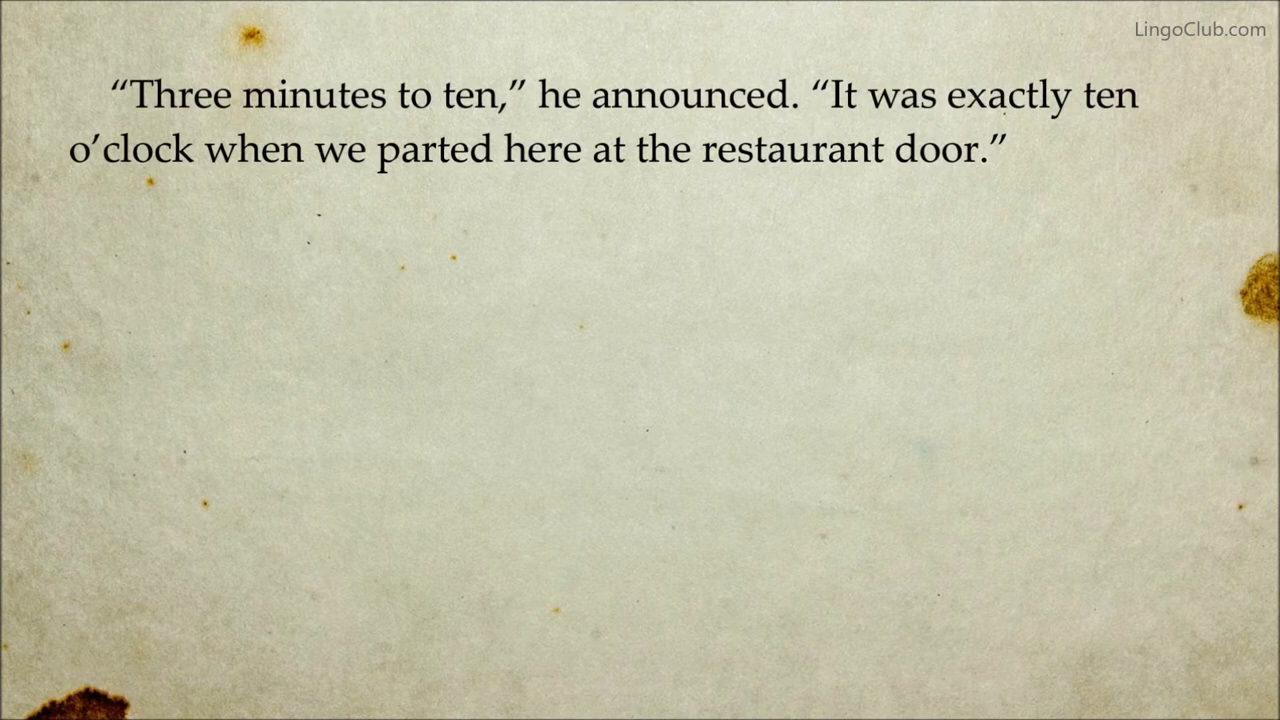 LingoClub.com
“Three minutes to ten,” he announced. “It was exactly ten
o’clock when we parted here at the restaurant door.”